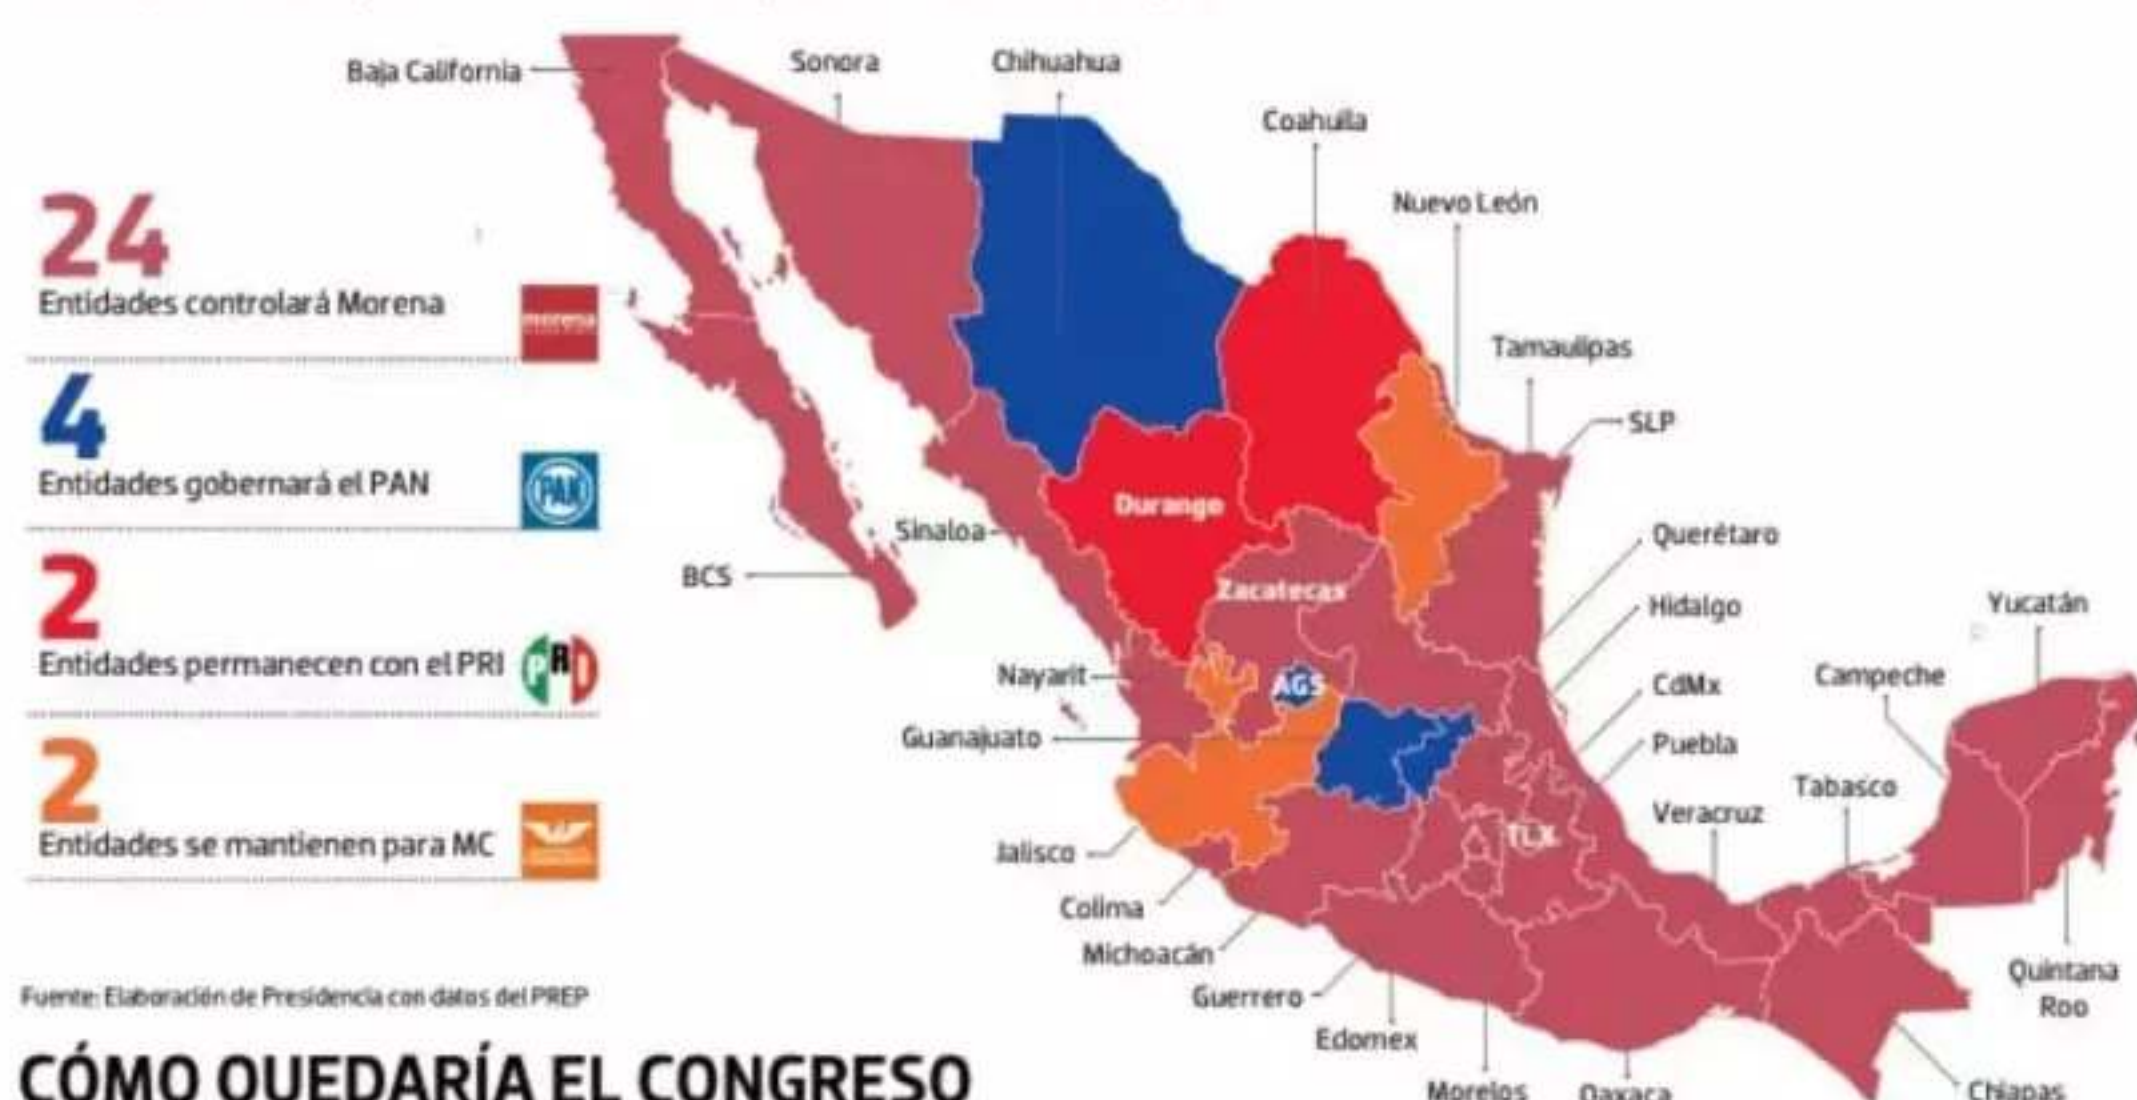 Baja California
Sonora
Chihuahua
Coahuila
Nuevo León
Tamaulipas
SLP
24
Entidades controlará Morena
morena
4
Entidades gobernará el PAN
PAN
2
Entidades permanecen con el PRI
PRI
2
Entidades se mantienen para MC
Durango
Sinaloa
BCS
Zacatecas
Querétaro
Hidalgo
Yucatán
Nayarit
AGS
CdMx
Campeche
Guanajuato
Puebla
Tabasco
Veracruz
TLX
Jalisco
Colima
Michoacán
Guerrero
Edomex
Morelos
Oaxaca
Chiapas
Quintana
Roo
Fuente: Elaboración de Presidencia con datos del PREP
CÓMO QUEDARÍA EL CONGRESO